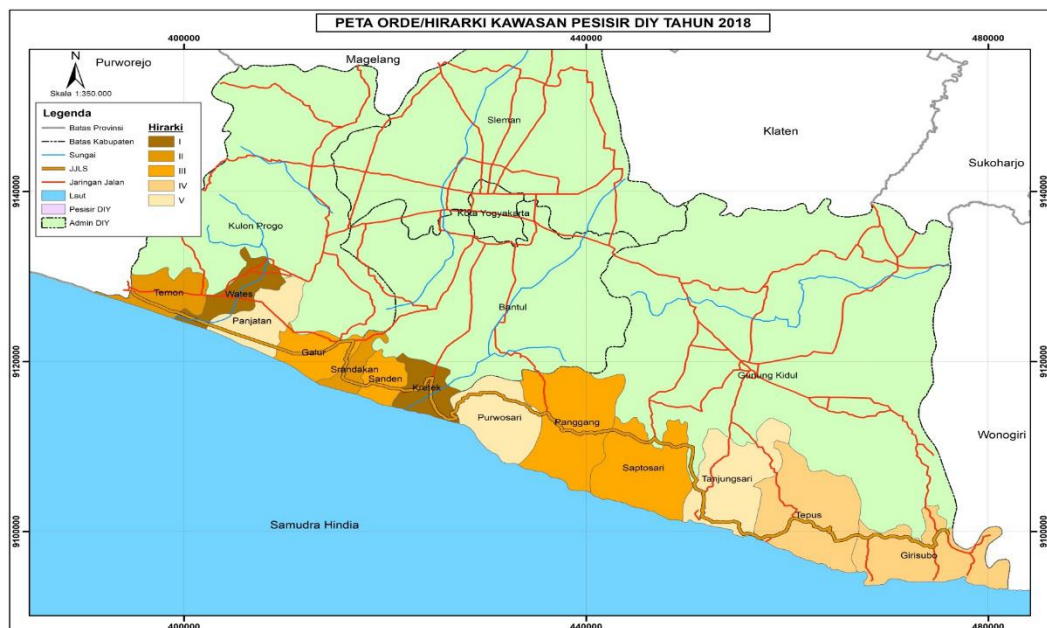 PETA ORDE/HIRARKI KAWASAN PESISIR DIY TAHUN 2018
400000
440000
480000
Purworejo
Magelang
N
Skala 1:350.000
Legenda
Batas Provinsi
Batas Kabupaten
Sungai
JJLS
Jaringan Jalan
Laut
Pesisir DIY
Admin DIY
Hirarki
I
II
III
IV
V
Sleman
Klaten
Sukoharjo
9140000
9140000
Kulon Progo
Kota Yogyakarta
Temon
Wates
Panjatan
Bantul
Galur
Srandakan
Sanden
Kretek
9120000
9120000
Gunung Kidul
Purwosari
Panggang
Wonogiri
Saptosari
Tanjungsari
Tepus
Samudra Hindia
9100000
9100000
Girisubo
400000
440000
480000